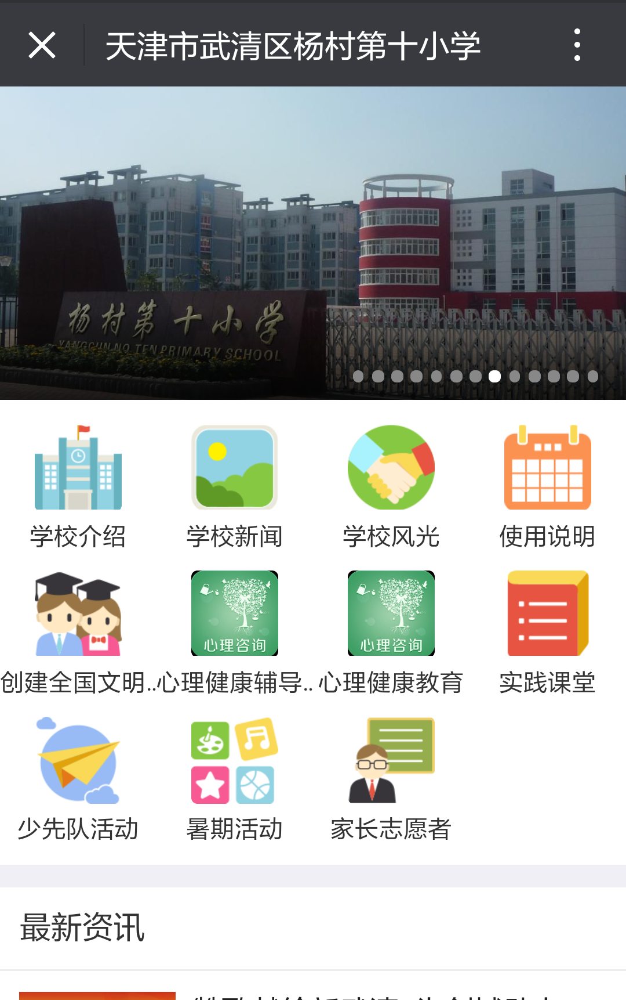 天津市武清区杨村第十小学
杨村第十小学
YANGCUN NO TEN PRIMARY SCHOOL
学校介绍
学校新闻
学校风光
使用说明
心理咨询
心理咨询
创建全国文明..
心理健康辅导..
心理健康教育
实践课堂
少先队活动
暑期活动
家长志愿者
最新资讯